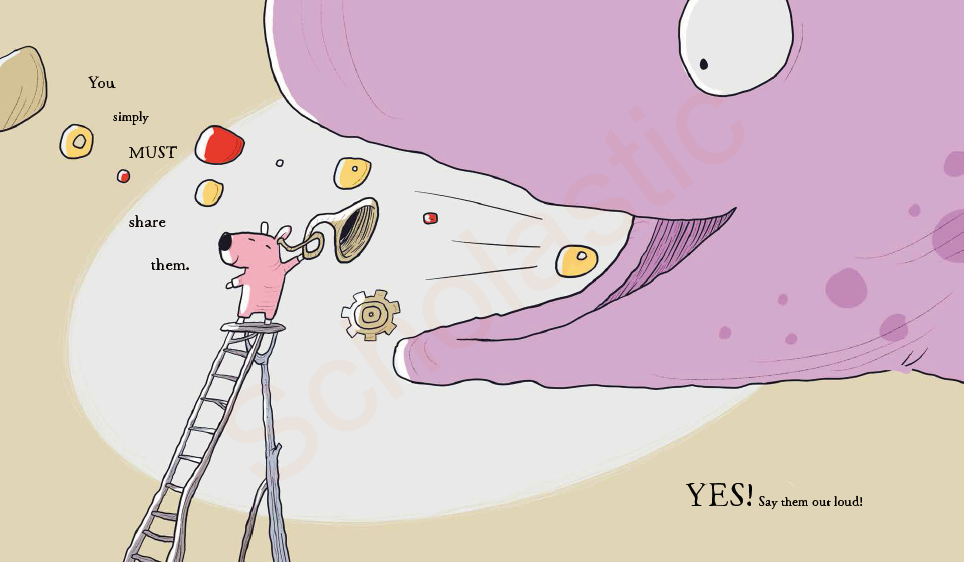 You
simply
MUST
share
them.
Scholastic
YES! Say them out loud!